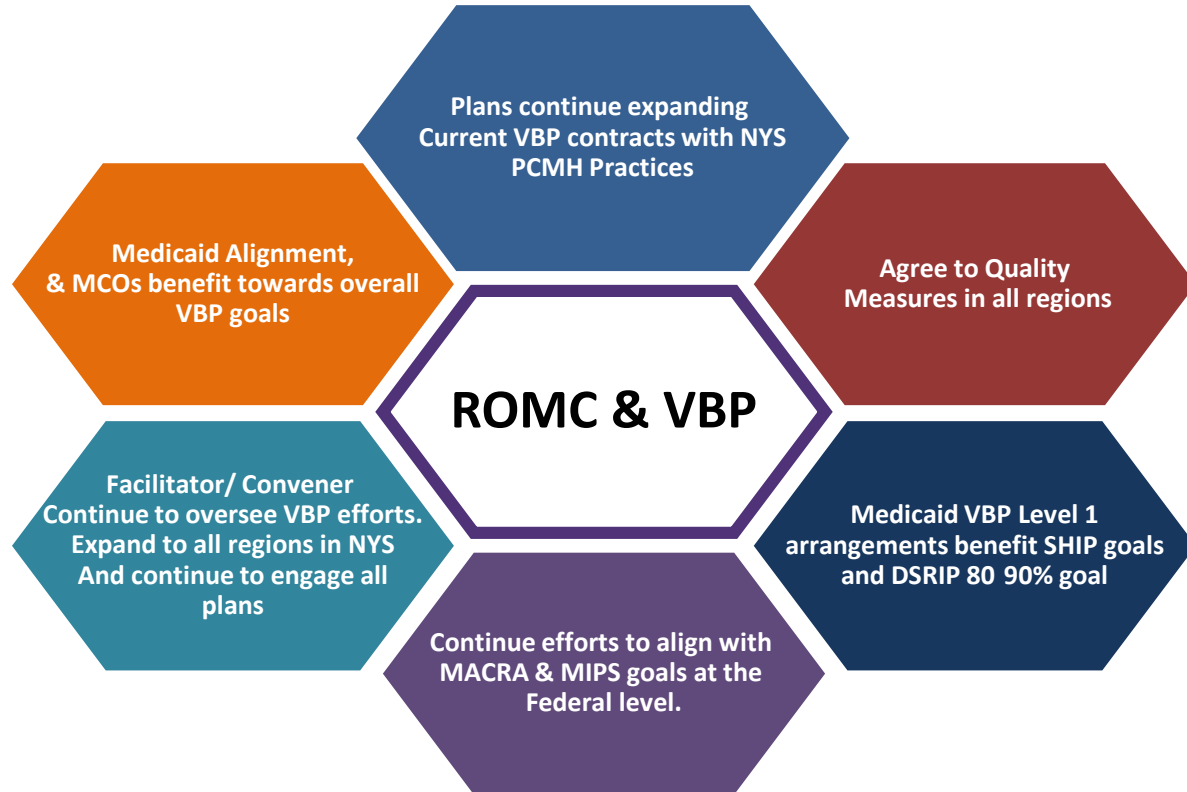 Plans continue expanding
Current VBP contracts with NYS
PCMH Practices
Medicaid Alignment,
& MCOs benefit towards overall
VBP goals
Agree to Quality
Measures in all regions
ROMC & VBP
Facilitator/ Convener
Continue to oversee VBP efforts.
Expand to all regions in NYS
And continue to engage all
plans
Medicaid VBP Level 1
arrangements benefit SHIP goals
and DSRIP 80 90% goal
Continue efforts to align with
MACRA & MIPS goals at the
Federal level.